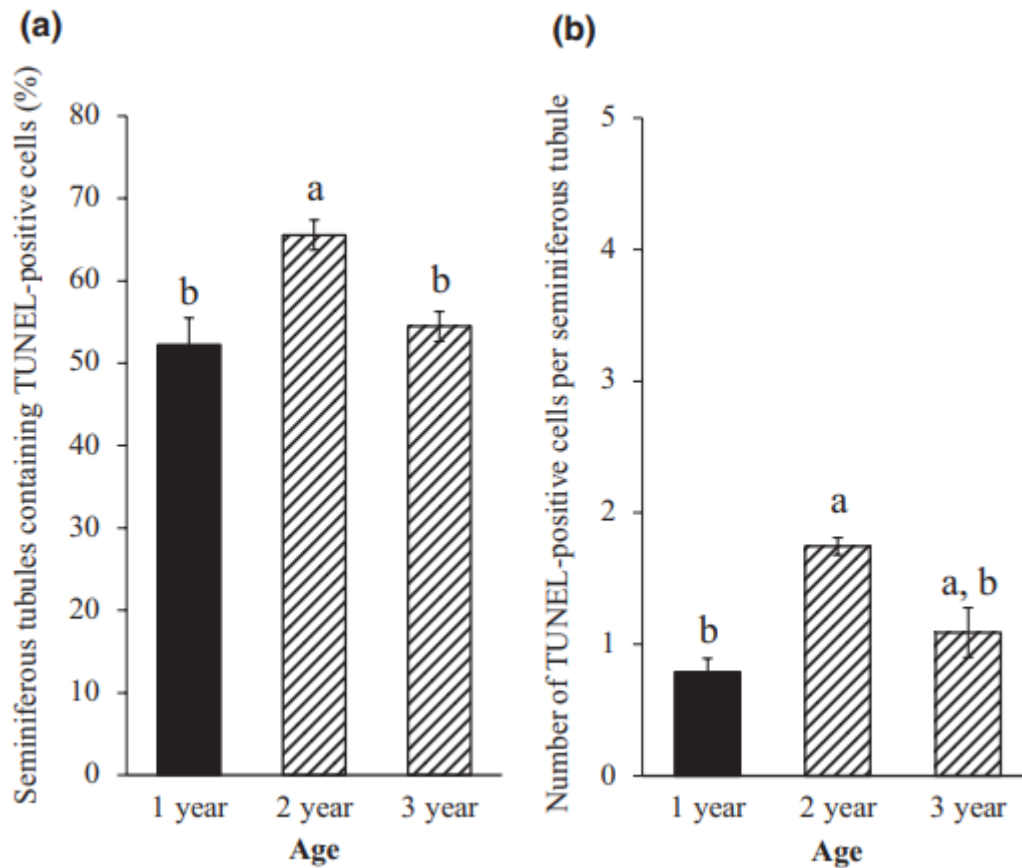 (a)
Seminiferous tubules containing TUNEL-positive cells (%)
80
70
60
50
40
30
20
10
0
b
a
b
1 year
2 year
3 year
Age
(b)
Number of TUNEL-positive cells per seminiferous tubule
5
4
3
2
1
0
b
a
a, b
1 year
2 year
3 year
Age